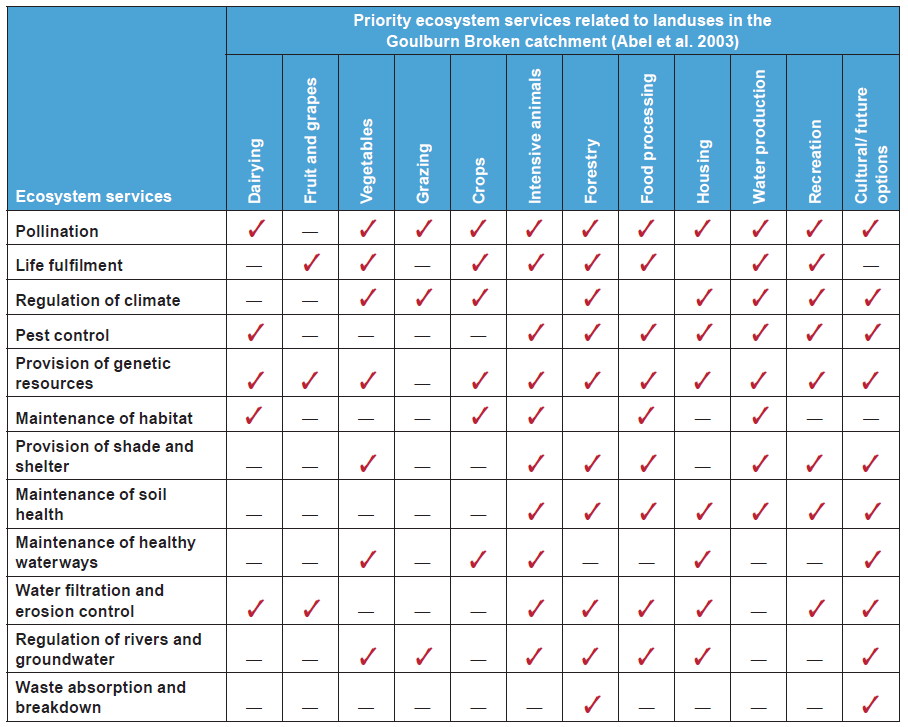 Priority ecosystem services related to landuses in the
Goulburn Broken catchment (Abel et al. 2003)
Ecosystem services
Dairying
Fruit and grapes
Vegetables
Grazing
Crops
Intensive animals
Forestry
Food processing
Housing
Water production
Recreation
Cultural/ future
options
Pollination ✓ — ✓ ✓ ✓ ✓ ✓ ✓ ✓ ✓ ✓ ✓
Life fulfilment — ✓ ✓ — ✓ ✓ ✓ ✓ ✓ ✓ —
Regulation of climate — — ✓ ✓ ✓ ✓ ✓ ✓ ✓ ✓
Pest control ✓ — — — — ✓ ✓ ✓ ✓ ✓ ✓ ✓
Provision of genetic
resources ✓ ✓ ✓ — ✓ ✓ ✓ ✓ ✓ ✓ ✓ ✓
Maintenance of habitat ✓ — — — ✓ ✓ ✓ — ✓ — —
Provision of shade and
shelter — — ✓ — — ✓ ✓ ✓ — ✓ ✓ ✓
Maintenance of soil
health — — — — — ✓ ✓ ✓ ✓ ✓ ✓ ✓
Maintenance of healthy
waterways — — ✓ — ✓ ✓ — — ✓ — — ✓
Water filtration and
erosion control ✓ ✓ — — — ✓ ✓ ✓ ✓ — ✓ ✓
Regulation of rivers and
groundwater — — ✓ ✓ — ✓ ✓ ✓ ✓ — — ✓
Waste absorption and
breakdown — — — — — — ✓ — — — — ✓